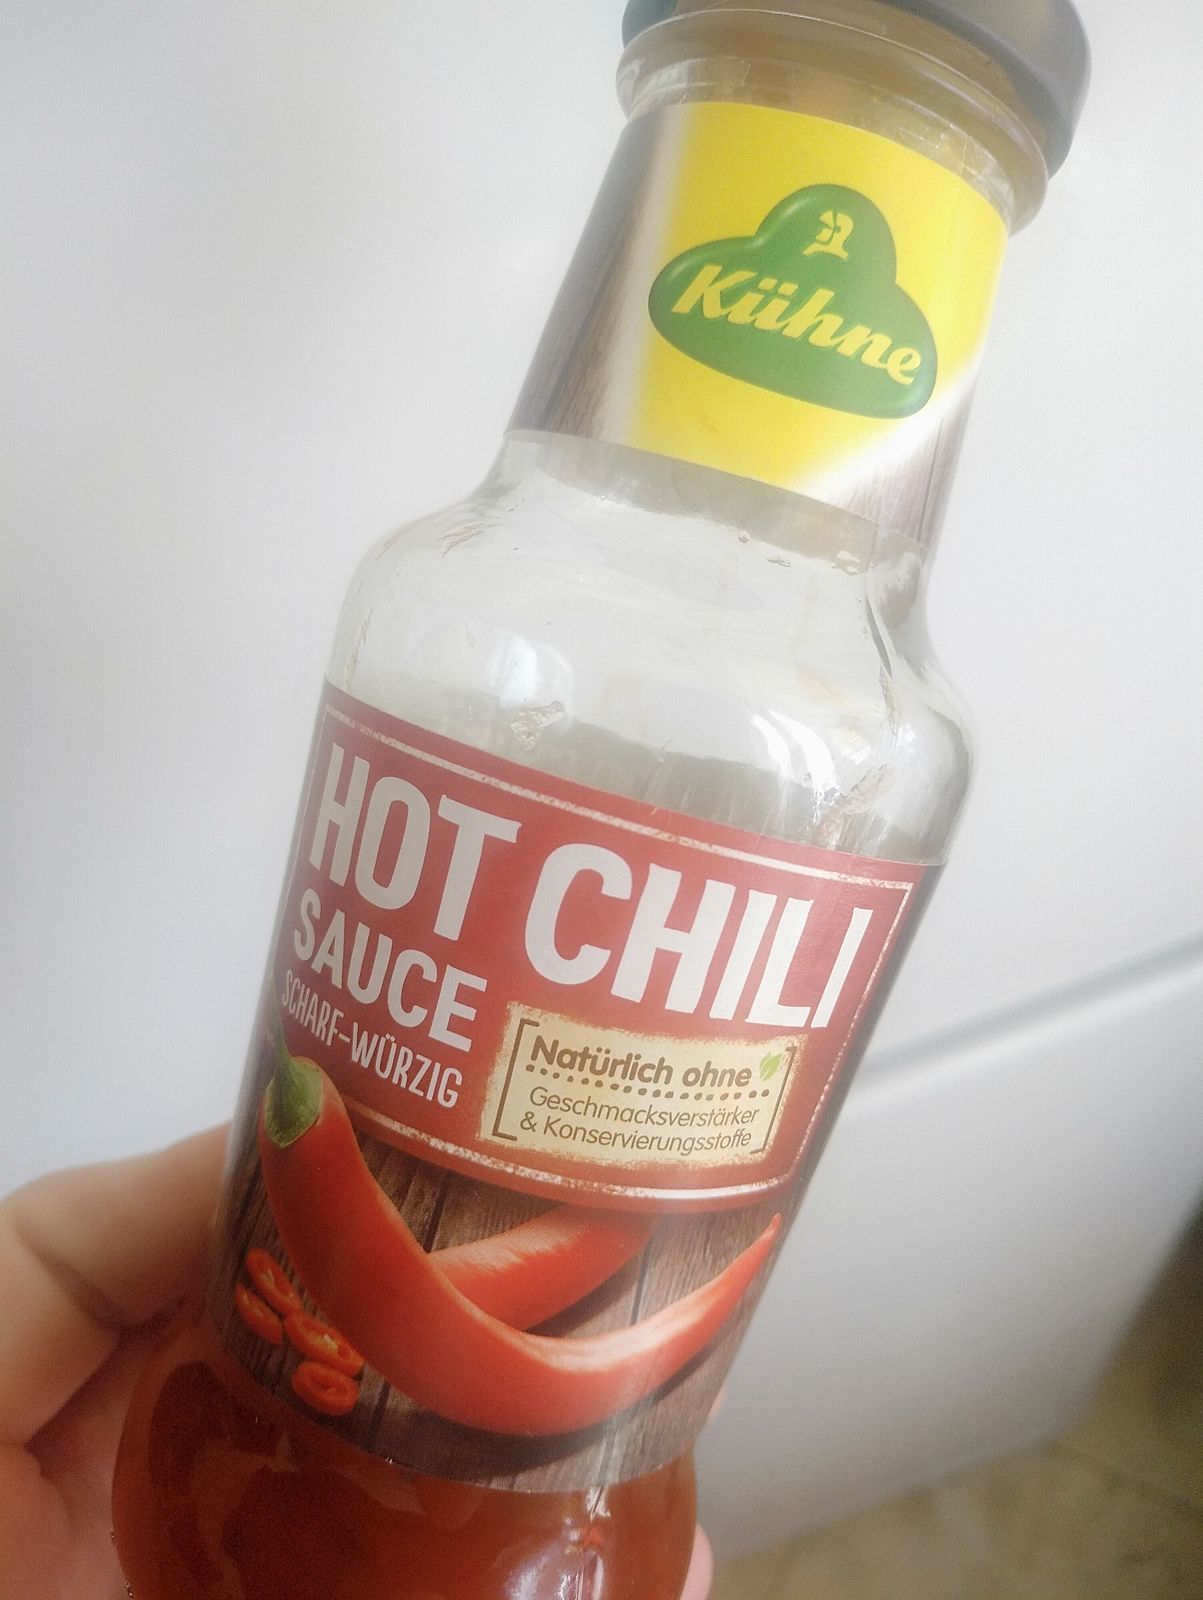 Kühne
HOT CHILI
SAUCE
SCHARF-WÜRZIG
Natürlich ohne
Geschmacksverstärker
& Konservierungsstoffe